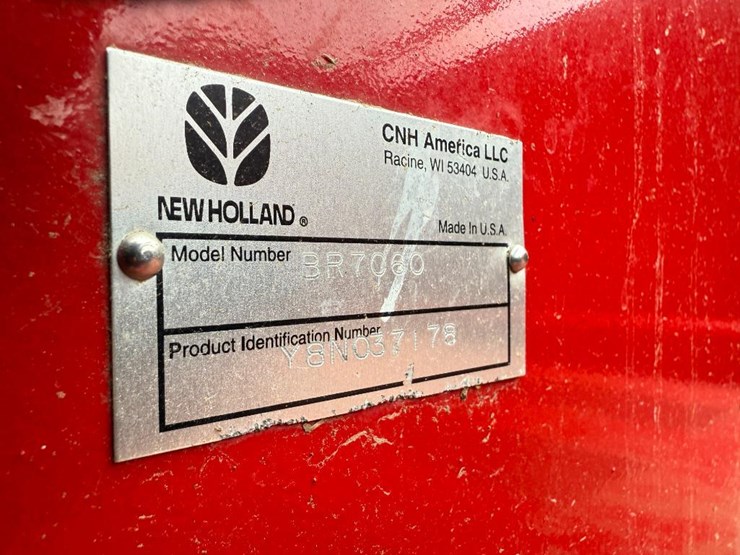 CNH America LLC
Racine, WI 53404 U.S.A.
NEW HOLLAND ®
Made In U.S.A.
Model Number BR7060
Product Identification Number
Y8N037178